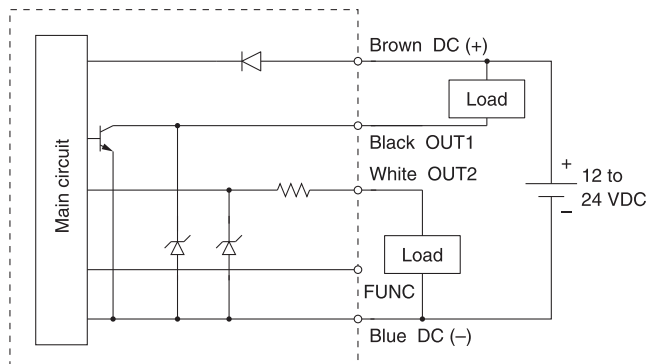 Main circuit
Brown DC (+)
Load
Black OUT1
White OUT2
+
12 to
24 VDC
−
Load
FUNC
Blue DC (–)